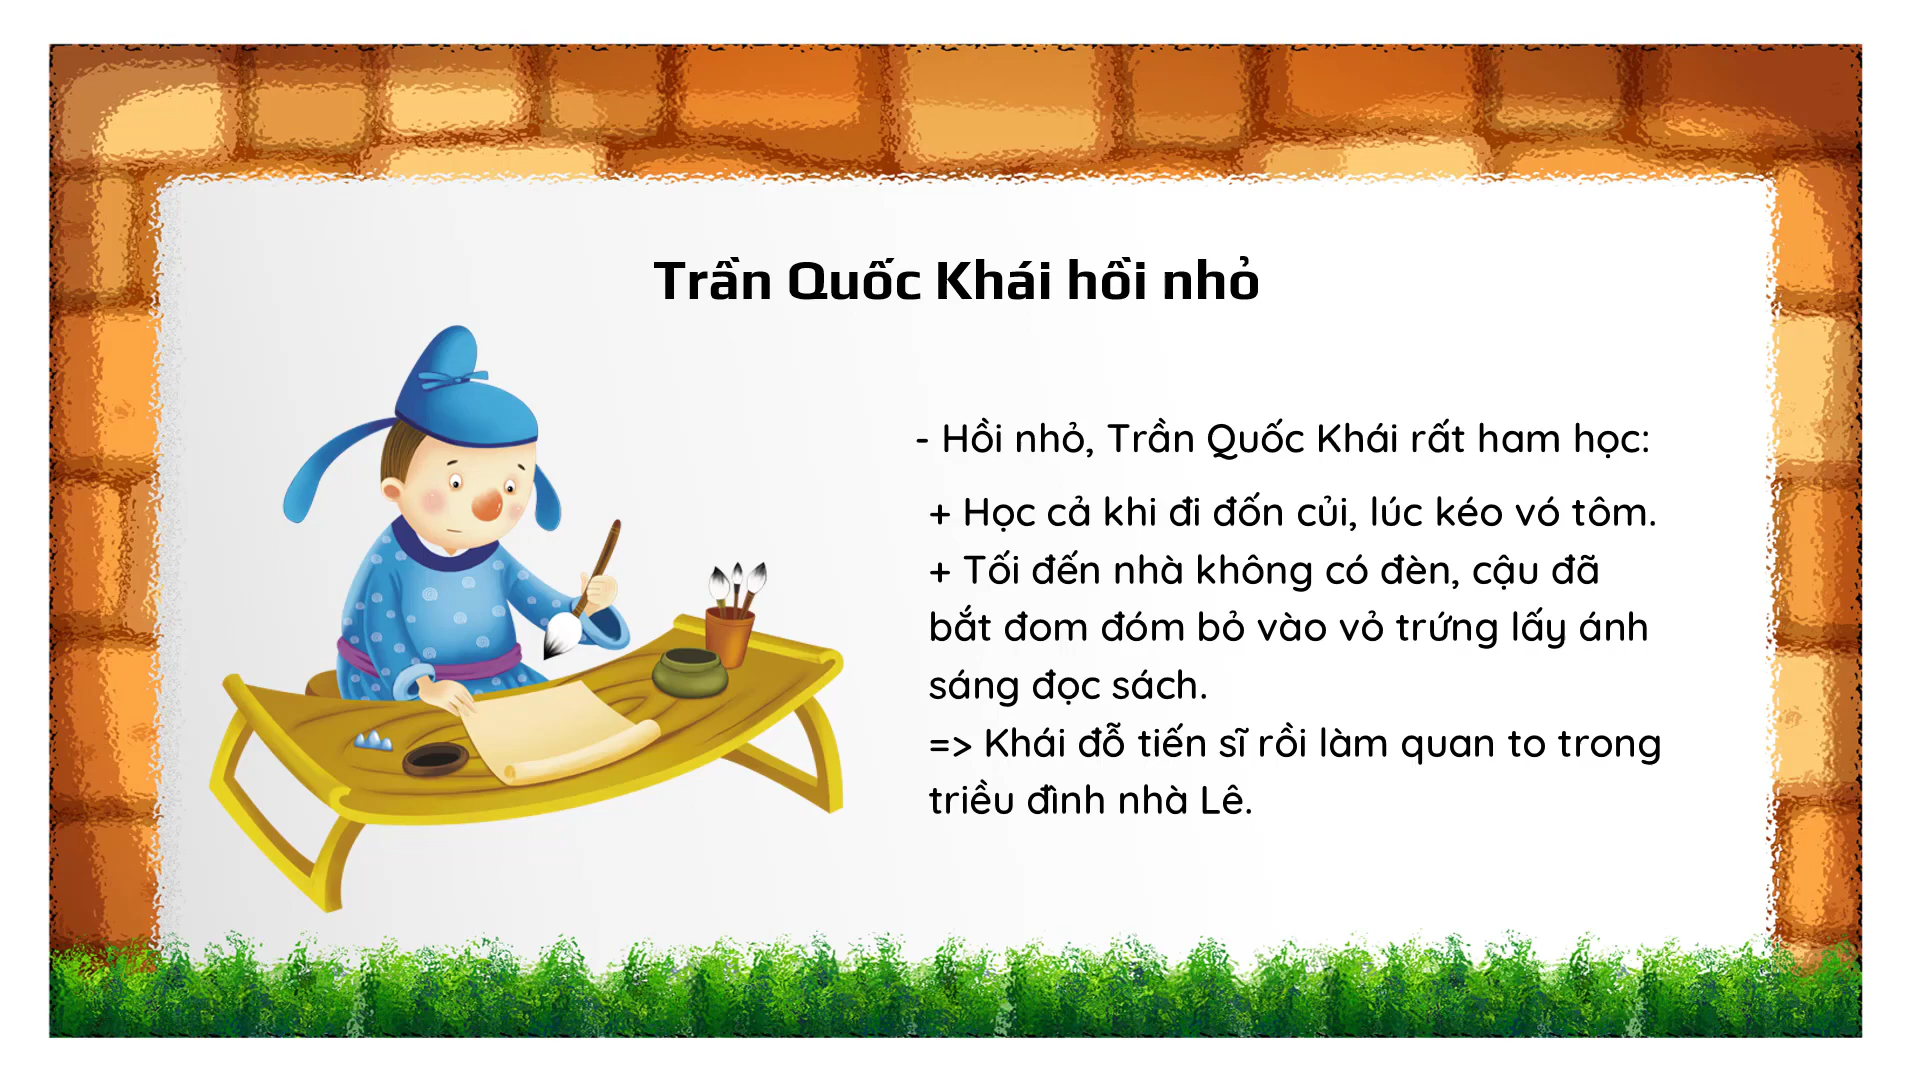 Trần Quốc Khái hồi nhỏ
- Hồi nhỏ, Trần Quốc Khái rất ham học:
+ Học cả khi đi đốn củi, lúc kéo vó tôm.
+ Tối đến nhà không có đèn, cậu đã
bắt đom đóm bỏ vào vỏ trứng lấy ánh
sáng đọc sách.
=> Khái đỗ tiến sĩ rồi làm quan to trong
triều đình nhà Lê.